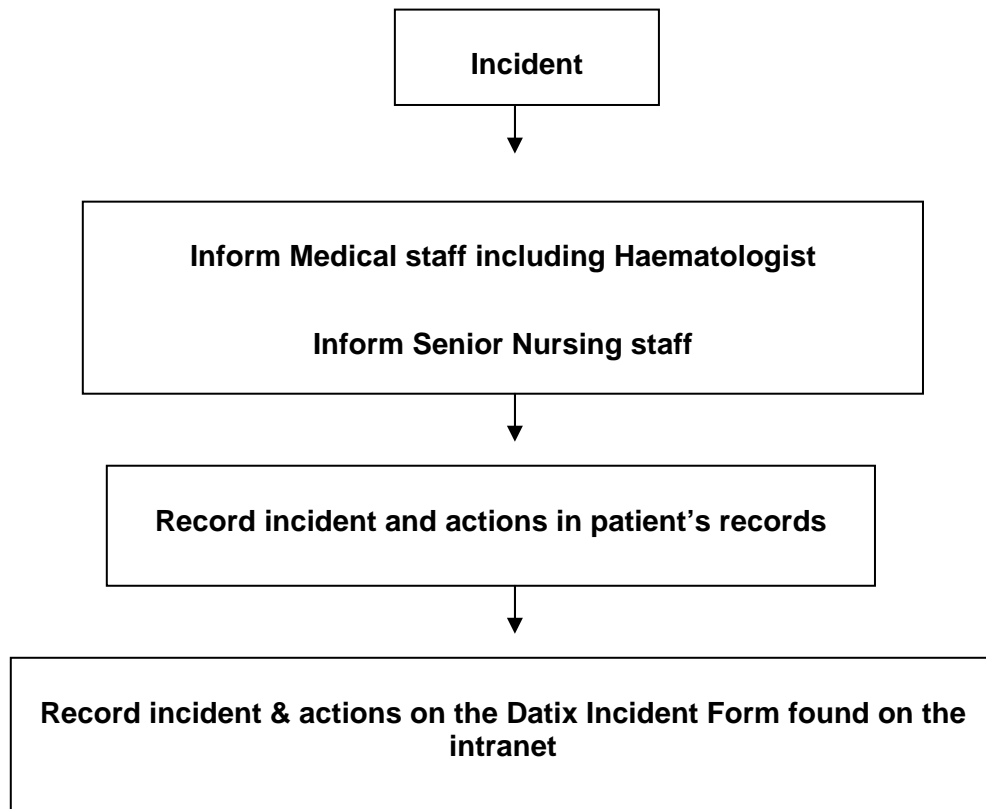 Incident
Inform Medical staff including Haematologist
Inform Senior Nursing staff
Record incident and actions in patient’s records
Record incident & actions on the Datix Incident Form found on the
intranet